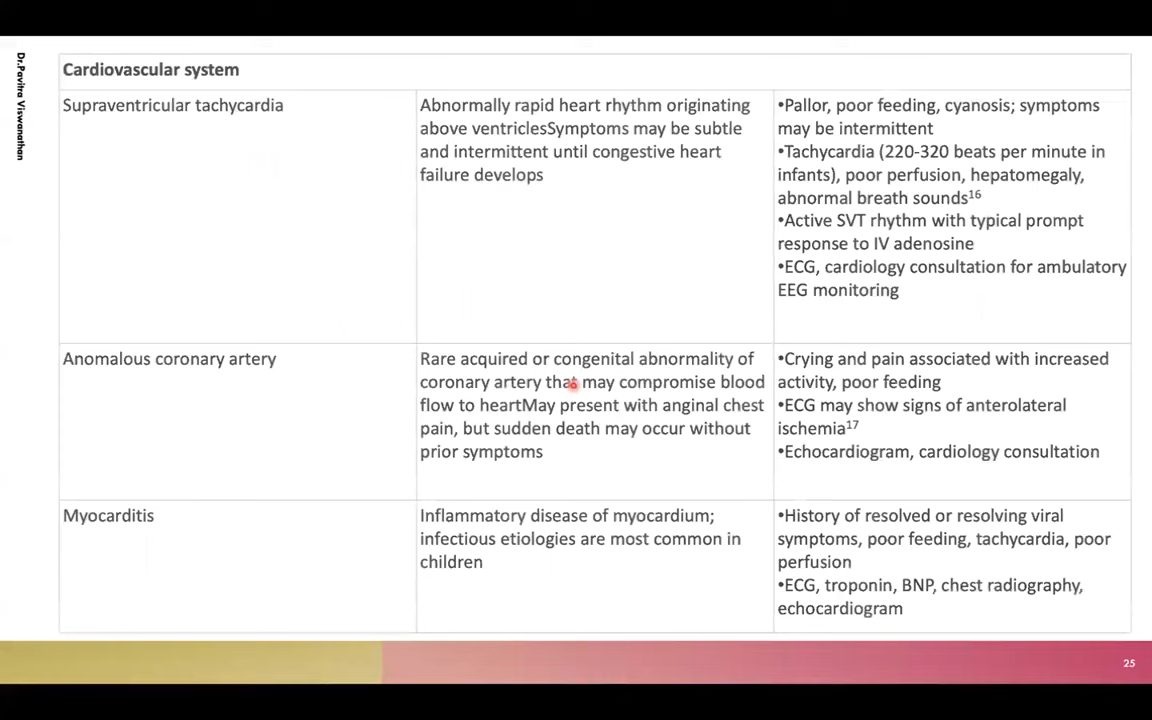 Dr.Pavitra Viswanathan
Cardiovascular system
Supraventricular tachycardia
Abnormally rapid heart rhythm originating
above ventriclesSymptoms may be subtle
and intermittent until congestive heart
failure develops
•Pallor, poor feeding, cyanosis; symptoms
may be intermittent
•Tachycardia (220-320 beats per minute in
infants), poor perfusion, hepatomegaly,
abnormal breath sounds16
•Active SVT rhythm with typical prompt
response to IV adenosine
•ECG, cardiology consultation for ambulatory
EEG monitoring
Anomalous coronary artery
Rare acquired or congenital abnormality of
coronary artery that may compromise blood
flow to heartMay present with anginal chest
pain, but sudden death may occur without
prior symptoms
•Crying and pain associated with increased
activity, poor feeding
•ECG may show signs of anterolateral
ischemia17
•Echocardiogram, cardiology consultation
Myocarditis
Inflammatory disease of myocardium;
infectious etiologies are most common in
children
•History of resolved or resolving viral
symptoms, poor feeding, tachycardia, poor
perfusion
•ECG, troponin, BNP, chest radiography,
echocardiogram
25